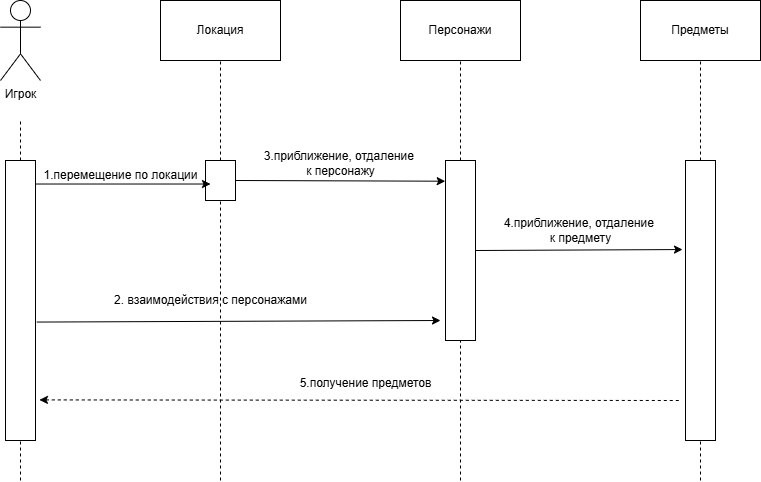 Локация
Персонажи
Предметы
Игрок
3.приближение, отдаление
к персонажу
1.перемещение по локации
4.приближение, отдаление
к предмету
2. взаимодействия с персонажами
5.получение предметов